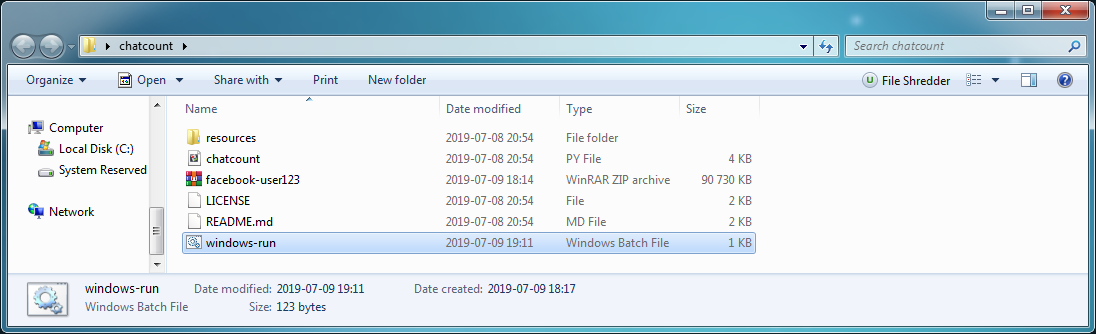 chatcount
Search chatcount
Organize Open Share with Print New folder File Shredder
Name Date modified Type Size
Computer
Local Disk (C:)
System Reserved
Network
resources 2019-07-08 20:54 File folder
chatcount 2019-07-08 20:54 PY File 4 KB
facebook-user123 2019-07-09 18:14 WinRAR ZIP archive 90 730 KB
LICENSE 2019-07-08 20:54 File 2 KB
README.md 2019-07-08 20:54 MD File 2 KB
windows-run 2019-07-09 19:11 Windows Batch File 1 KB
windows-run Date modified: 2019-07-09 19:11 Date created: 2019-07-09 18:17
Windows Batch File Size: 123 bytes